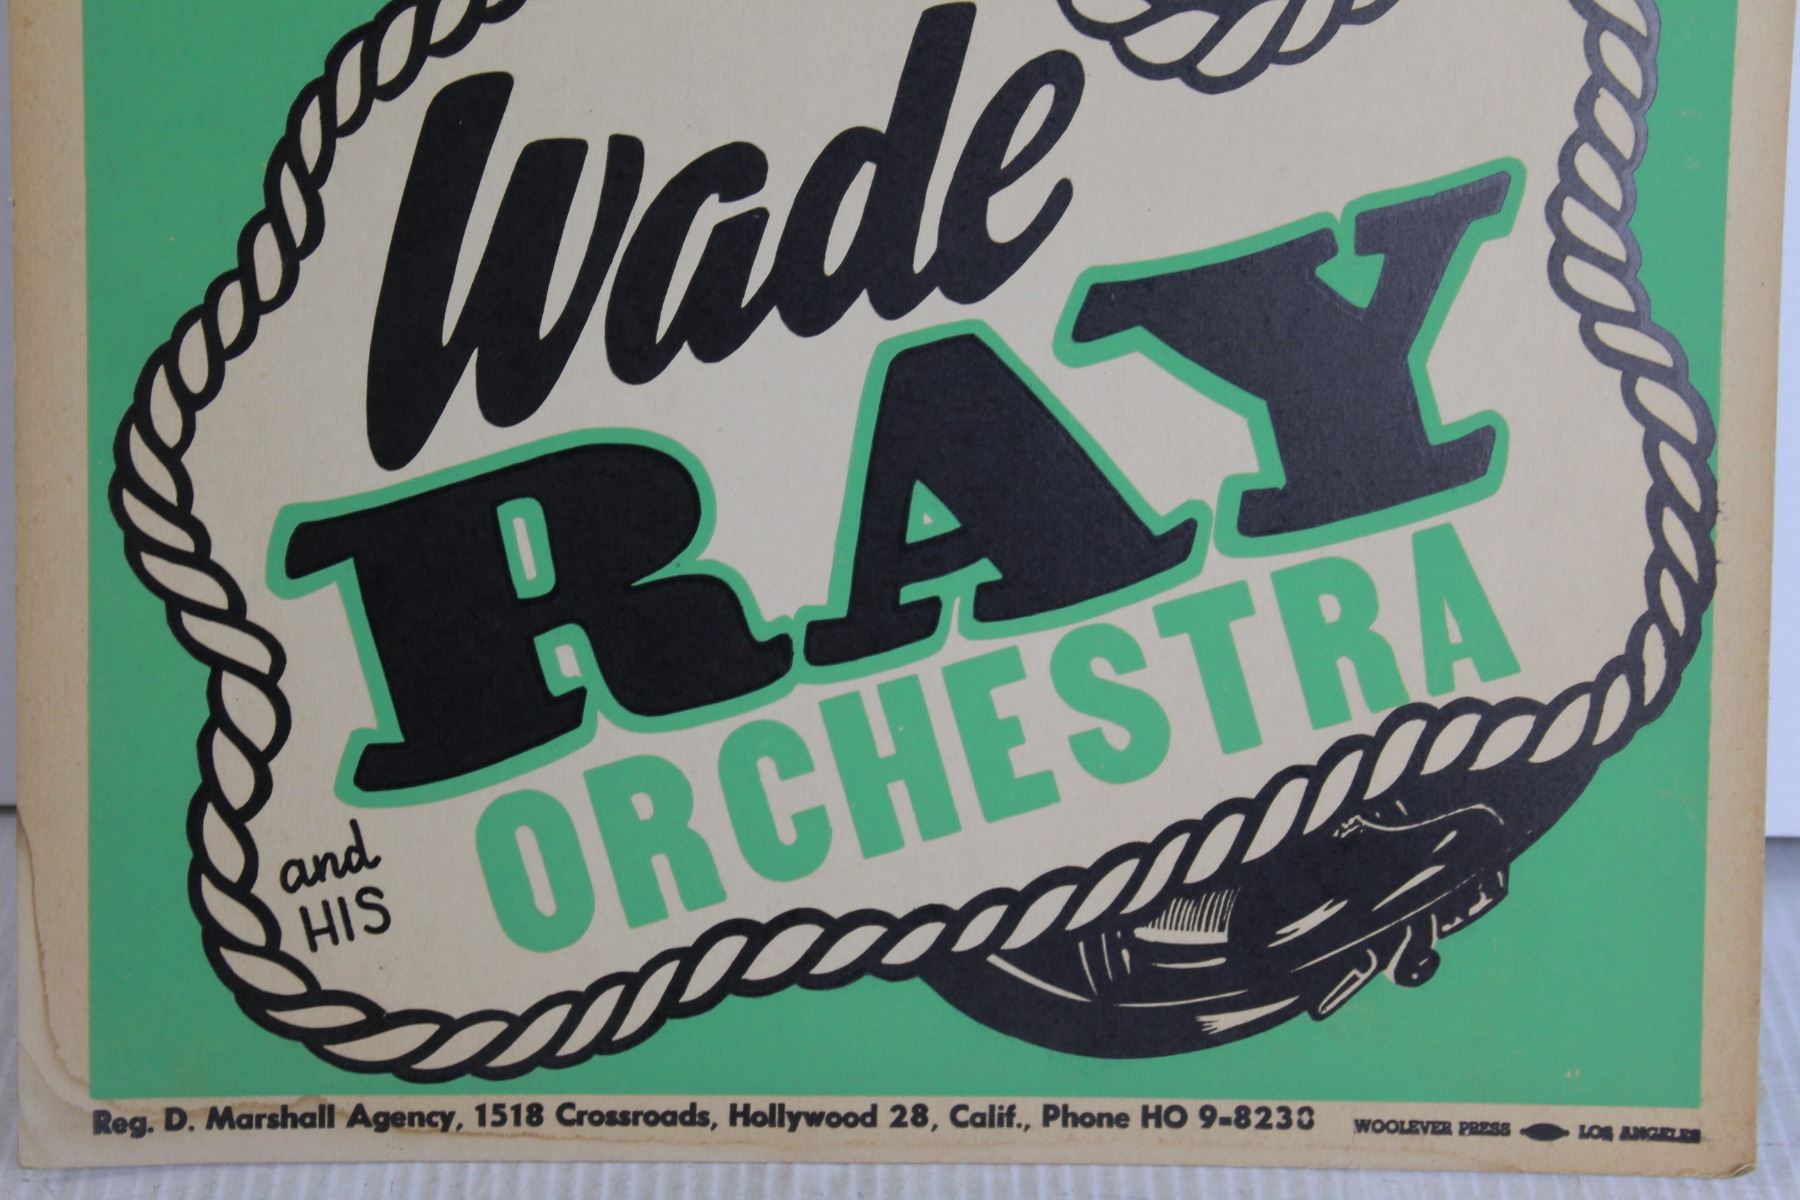 Wade
RAY
and
HIS
ORCHESTRA
Reg. D. Marshall Agency, 1518 Crossroads, Hollywood 28, Calif., Phone HO 9-8230
WOOLEVER PRESS LOS ANGELES